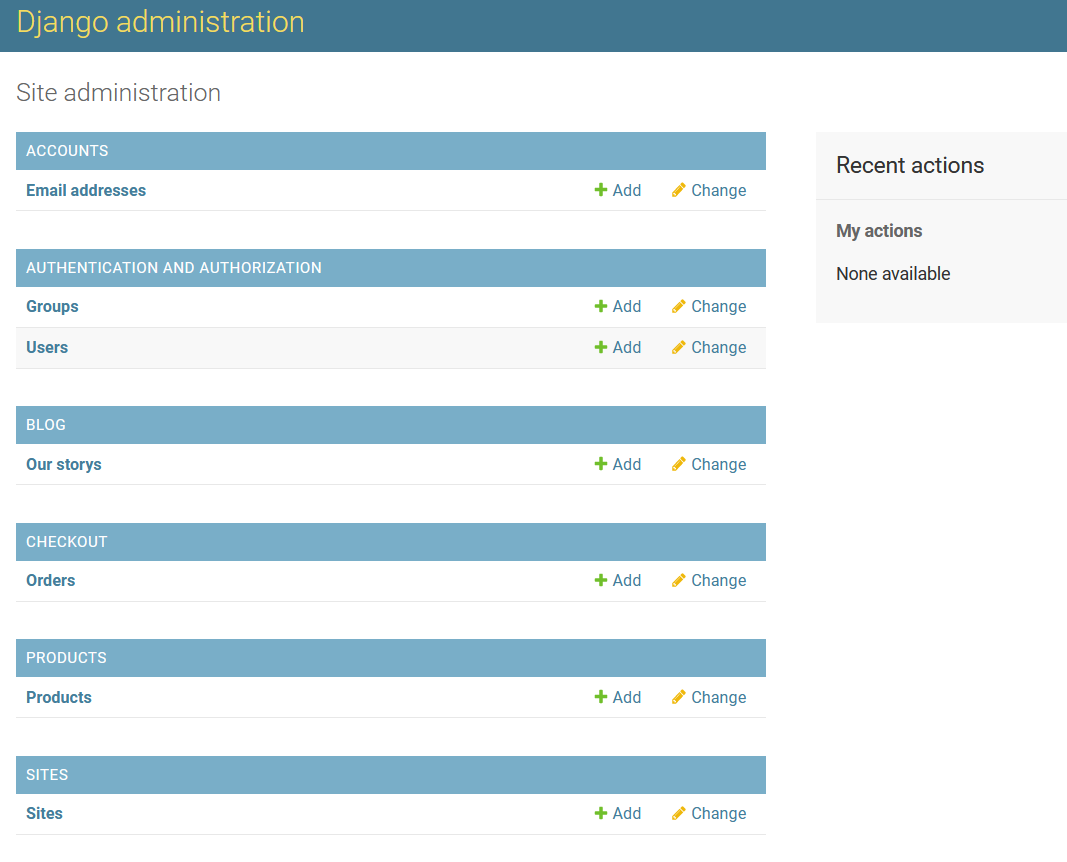 Django administration
Site administration
ACCOUNTS
Email addresses Add Change
AUTHENTICATION AND AUTHORIZATION
Groups Add Change
Users Add Change
BLOG
Our storys Add Change
CHECKOUT
Orders Add Change
PRODUCTS
Products Add Change
SITES
Sites Add Change
Recent actions
My actions
None available